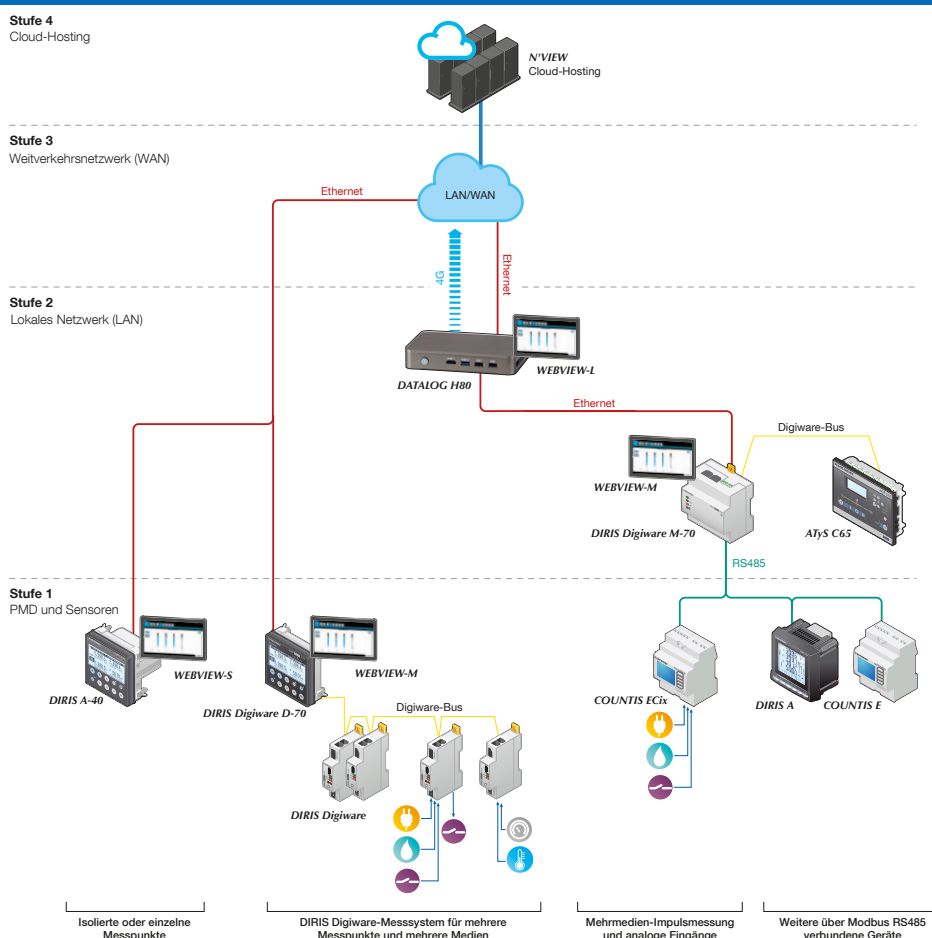 Stufe 4
Cloud-Hosting
N'VIEW
Cloud-Hosting
Stufe 3
Weitverkehrsnetzwerk (WAN)
Ethernet
LAN/WAN
4G
Ethernet
Stufe 2
Lokales Netzwerk (LAN)
WEBVIEW-L
DATALOG H80
Ethernet
Digiware-Bus
WEBVIEW-M
DIRIS Digiware M-70
ATyS C65
RS485
Stufe 1
PMD und Sensoren
WEBVIEW-S
DIRIS A-40
WEBVIEW-M
DIRIS Digiware D-70
Digiware-Bus
DIRIS Digiware
COUNTIS ECix
DIRIS A
COUNTIS E
Isolierte oder einzelne
Messpunkte
DIRIS Digiware-Messsystem für mehrere
Messpunkte und mehrere Medien
Mehrmedien-Impulsmessung
und analoge Eingänge
Weitere über Modbus RS485
verbundene Geräte